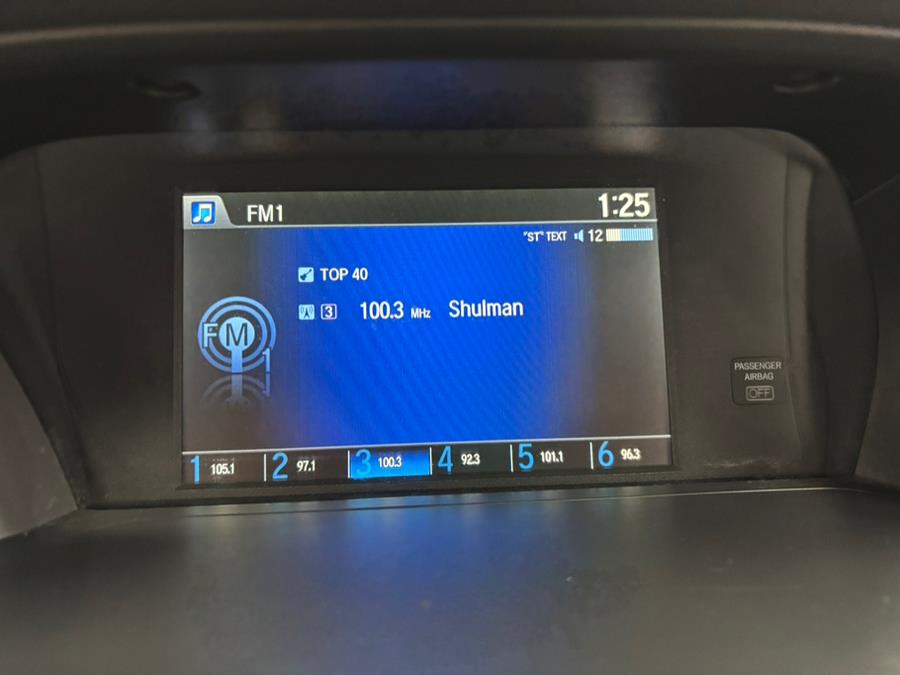 FM1 1:25
"ST" TEXT 12
TOP 40
3 100.3 MHz Shulman
FM 1
PASSENGER
AIRBAG
OFF
1 105.1 2 97.1 3 100.3 4 92.3 5 101.1 6 96.3